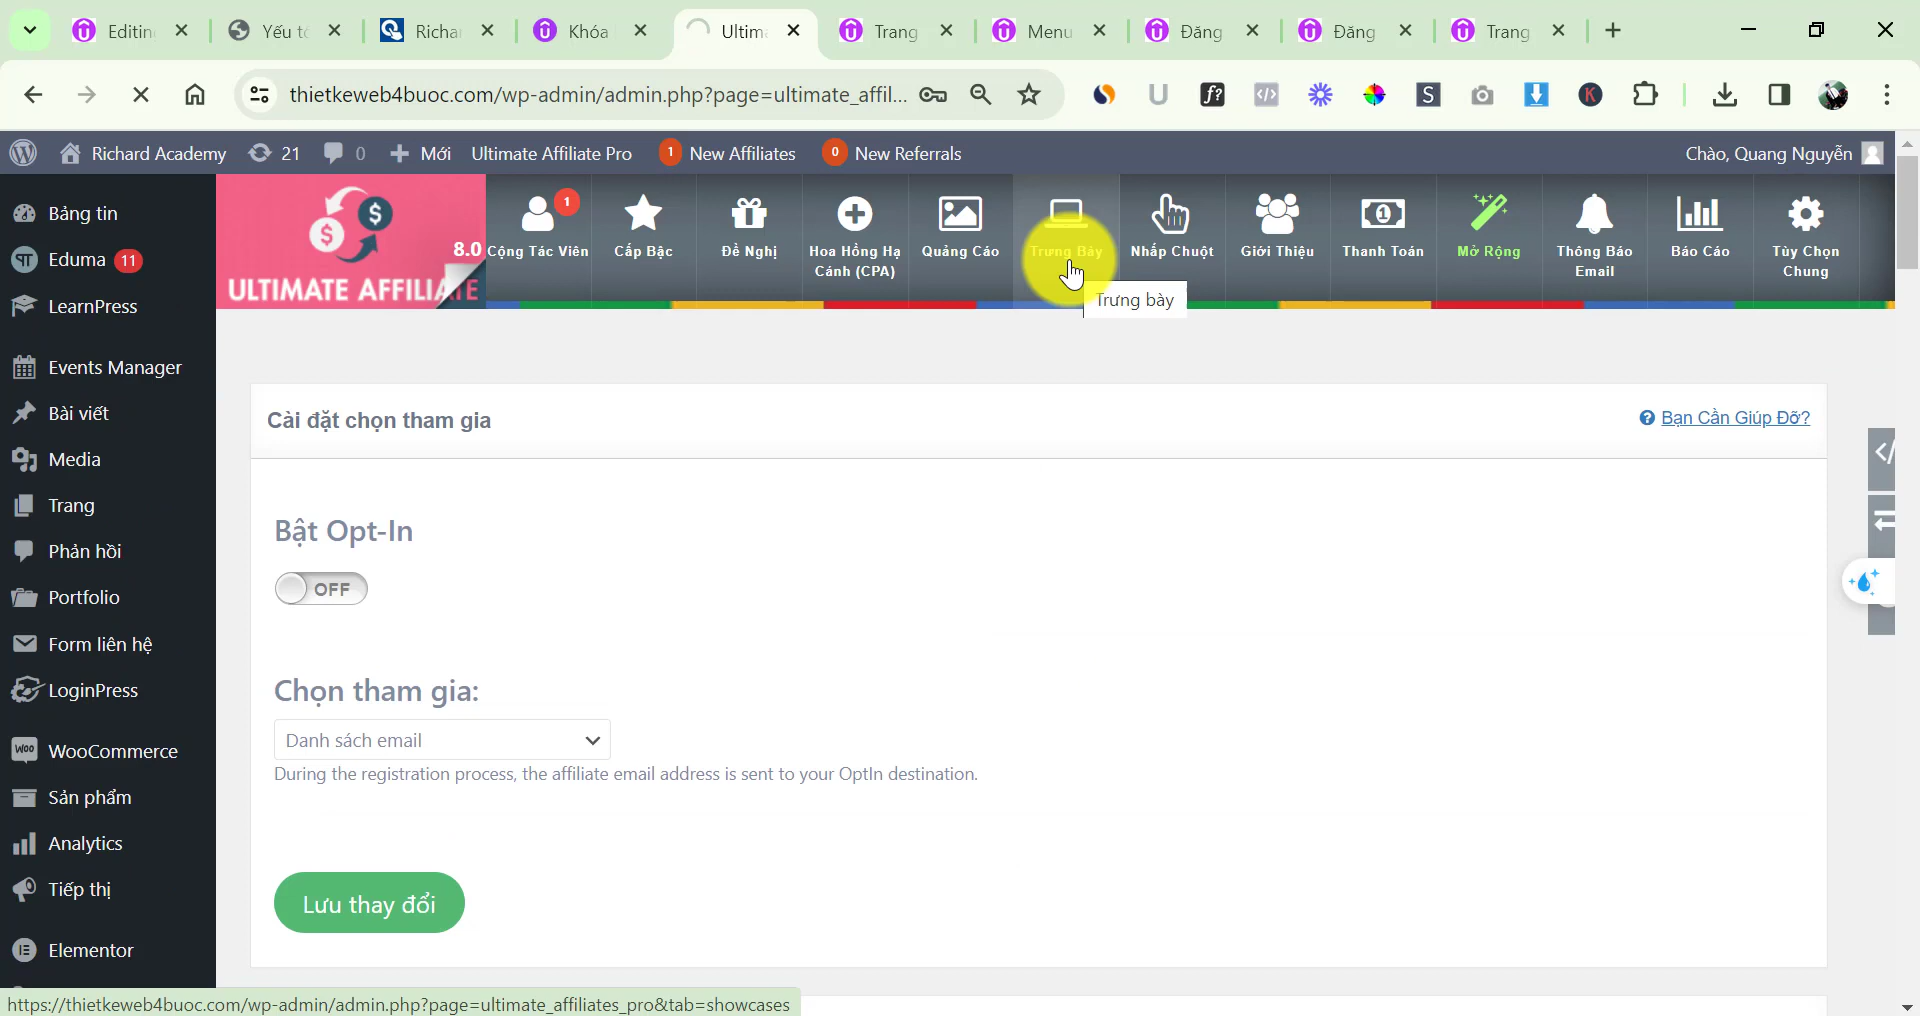 Editin
Yếu tố
Richar
Khóa
Ultima
Trang
Menu
Đăng
Đăng
Trang
thietkeweb4buoc.com/wp-admin/admin.php?page=ultimate_affil...
Richard Academy
21
0
Mới
Ultimate Affiliate Pro
1
New Affiliates
0
New Referrals
Chào, Quang Nguyễn
8.0
ULTIMATE AFFILIATE
1
Cộng Tác Viên
Cấp Bậc
Đề Nghị
Hoa Hồng Hạ
Cánh (CPA)
Quảng Cáo
Trưng Bày
Nhấp Chuột
Giới Thiệu
Thanh Toán
Mở Rộng
Thông Báo
Email
Báo Cáo
Tùy Chọn
Chung
Trưng bày
Bảng tin
Eduma 11
LearnPress
Events Manager
Bài viết
Media
Trang
Phản hồi
Portfolio
Form liên hệ
LoginPress
WooCommerce
Sản phẩm
Analytics
Tiếp thị
Elementor
Cài đặt chọn tham gia
Bạn Cần Giúp Đỡ?
Bật Opt-In
OFF
Chọn tham gia:
Danh sách email
During the registration process, the affiliate email address is sent to your OptIn destination.
Lưu thay đổi
https://thietkeweb4buoc.com/wp-admin/admin.php?page=ultimate_affiliates_pro&tab=showcases